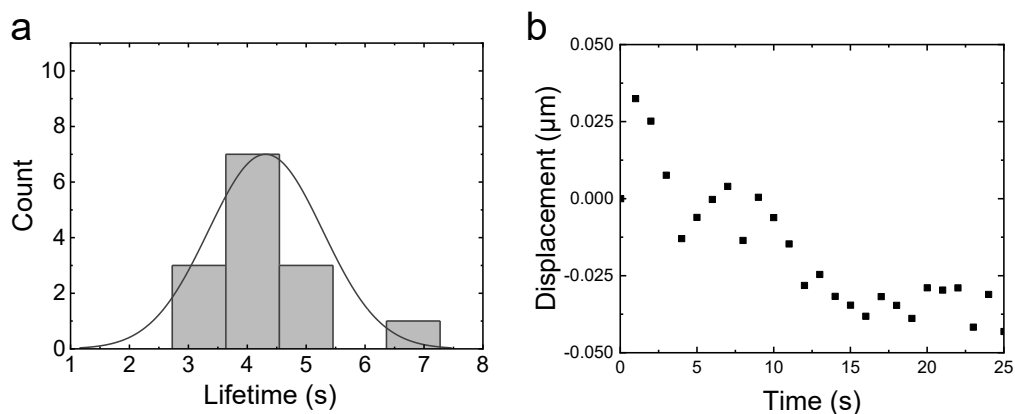 a
10
8
6
4
2
0
Count
1 2 3 4 5 6 7 8
Lifetime (s)
b
0.050
0.025
0.000
-0.025
-0.050
Displacement (µm)
0 5 10 15 20 25
Time (s)